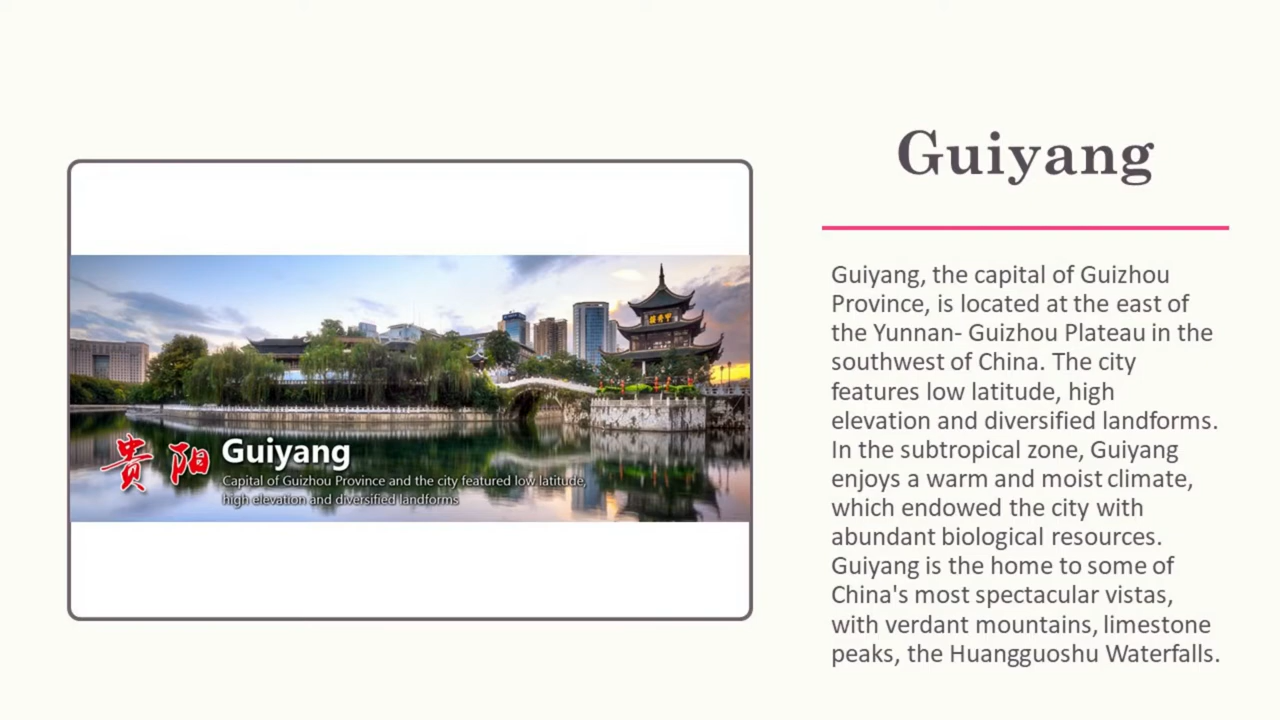 Guiyang
Guiyang, the capital of Guizhou
Province, is located at the east of
the Yunnan- Guizhou Plateau in the
southwest of China. The city
features low latitude, high
elevation and diversified landforms.
In the subtropical zone, Guiyang
enjoys a warm and moist climate,
which endowed the city with
abundant biological resources.
Guiyang is the home to some of
China's most spectacular vistas,
with verdant mountains, limestone
peaks, the Huangguoshu Waterfalls.
贵阳
Guiyang
Capital of Guizhou Province and the city featured low latitude,
high elevation and diversified landforms